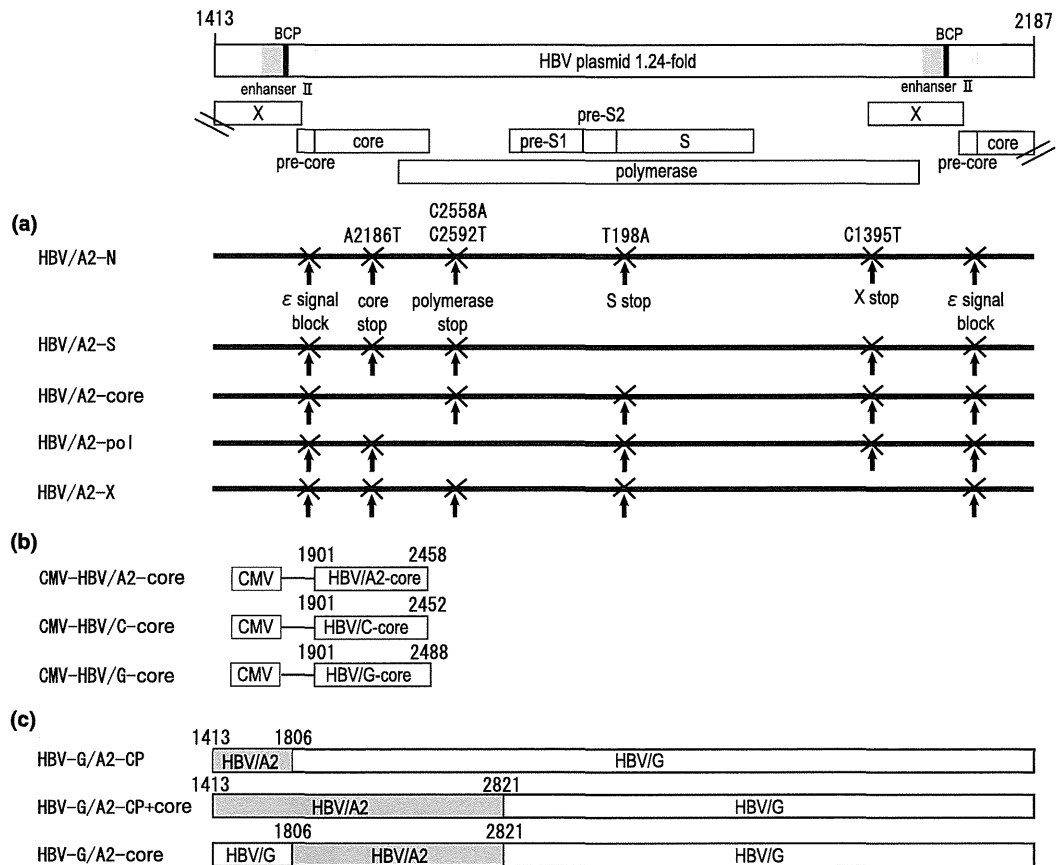 1413 2187
BCP BCP
HBV plasmid 1.24-fold
enhanser II enhanser II
X pre-S2 X
core pre-S1 S core
pre-core pre-core
polymerase
(a)
C2558A
A2186T C2592T T198A C1395T
HBV/A2-N
ε signal block core stop polymerase stop S stop X stop ε signal block
HBV/A2-S
HBV/A2-core
HBV/A2-pol
HBV/A2-X
(b)
1901 2458
CMV-HBV/A2-core CMV HBV/A2-core
1901 2452
CMV-HBV/C-core CMV HBV/C-core
1901 2488
CMV-HBV/G-core CMV HBV/G-core
(c)
1413 1806
HBV-G/A2-CP HBV/A2 HBV/G
1413 2821
HBV-G/A2-CP+core HBV/A2 HBV/G
1806 2821
HBV-G/A2-core HBV/G HBV/A2 HBV/G